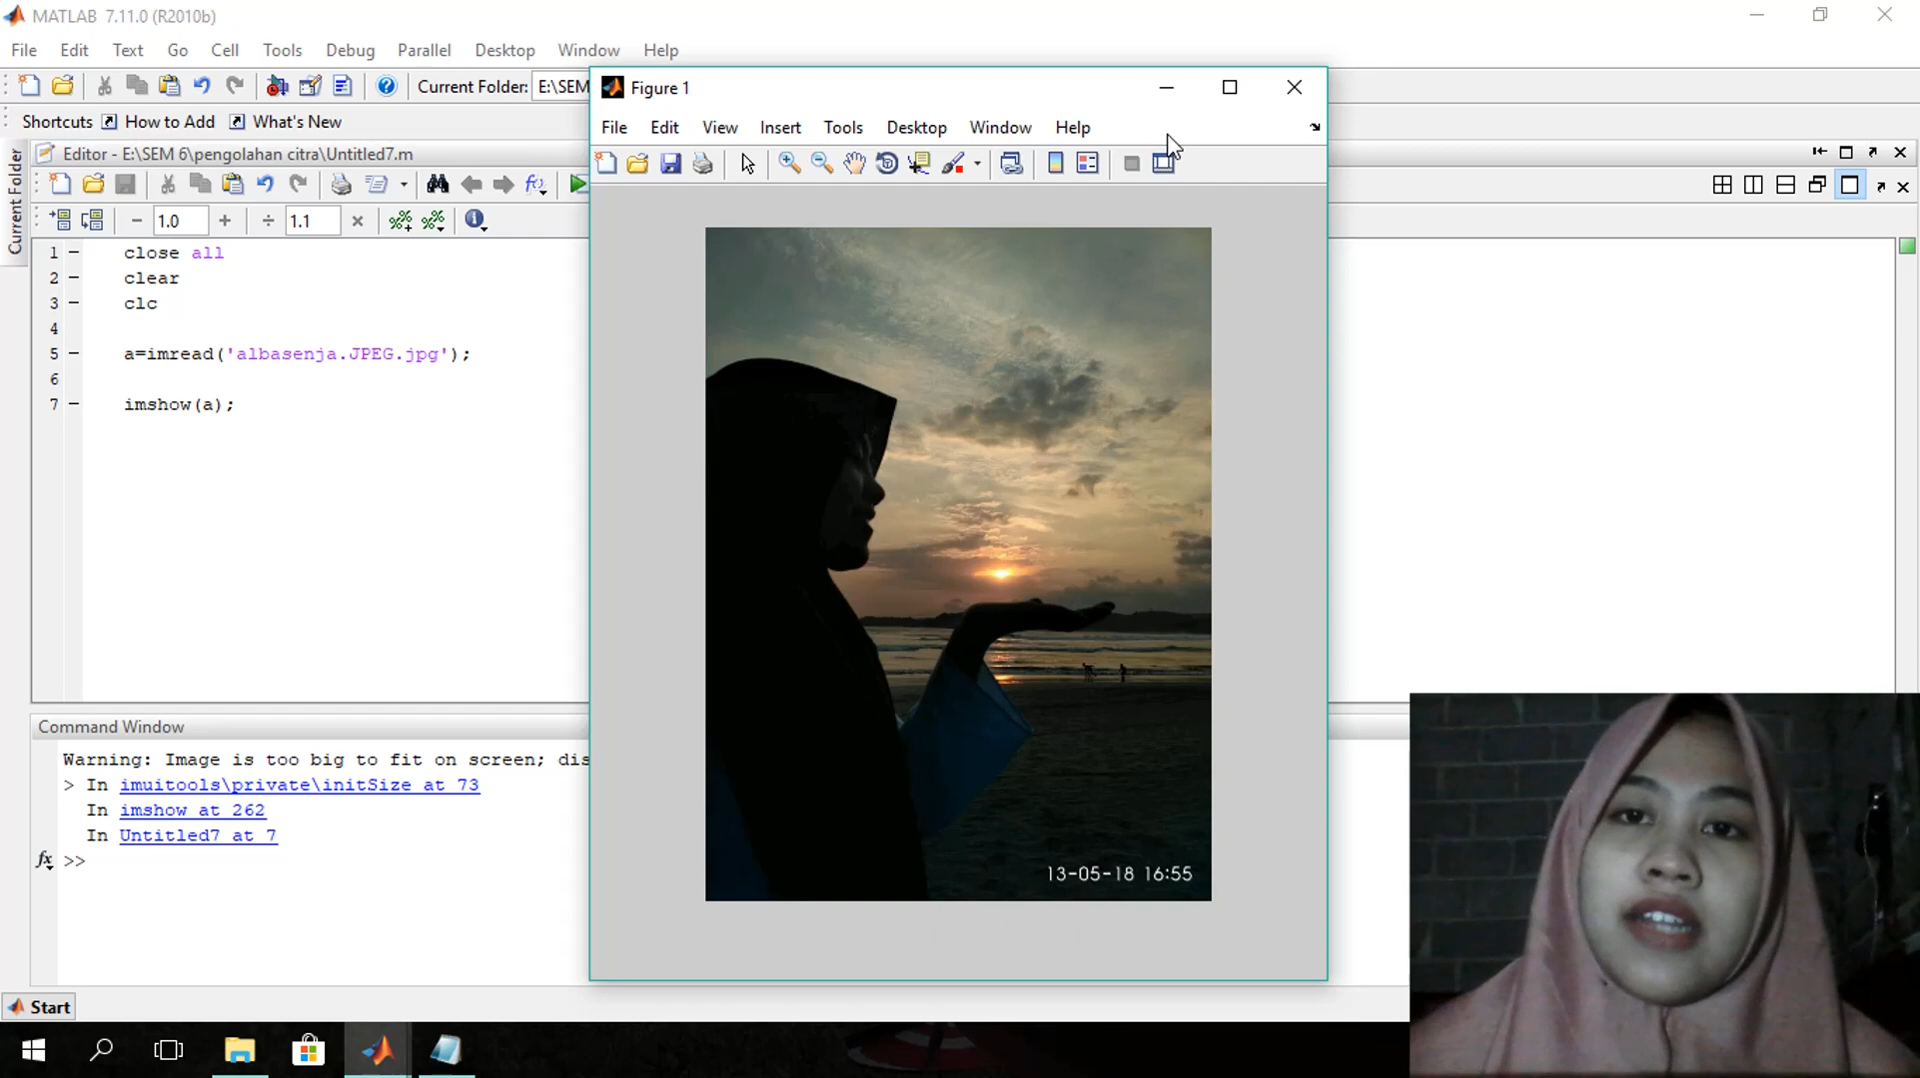 MATLAB 7.11.0 (R2010b)
File Edit Text Go Cell Tools Debug Parallel Desktop Window Help
Current Folder: E:\SEM
Shortcuts How to Add What's New
Current Folder
Editor - E:\SEM 6\pengolahan citra\Untitled7.m
1.0
1.1
1 close all
2 clear
3 clc
4
5 a=imread('albasenja.JPEG.jpg');
6
7 imshow(a);
Figure 1
File Edit View Insert Tools Desktop Window Help
13-05-18 16:55
Command Window
Warning: Image is too big to fit on screen; dis
> In imuitools\private\initSize at 73
In imshow at 262
In Untitled7 at 7
fx >>
Start